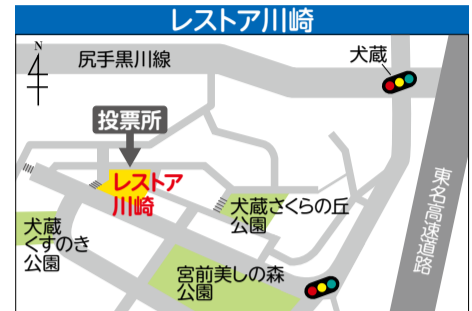 レストア川崎
N
尻手黒川線
犬蔵
投票所
レストア
川崎
犬蔵さくらの丘
公園
東名高速道路
犬蔵
くすのき
公園
宮前美しの森
公園